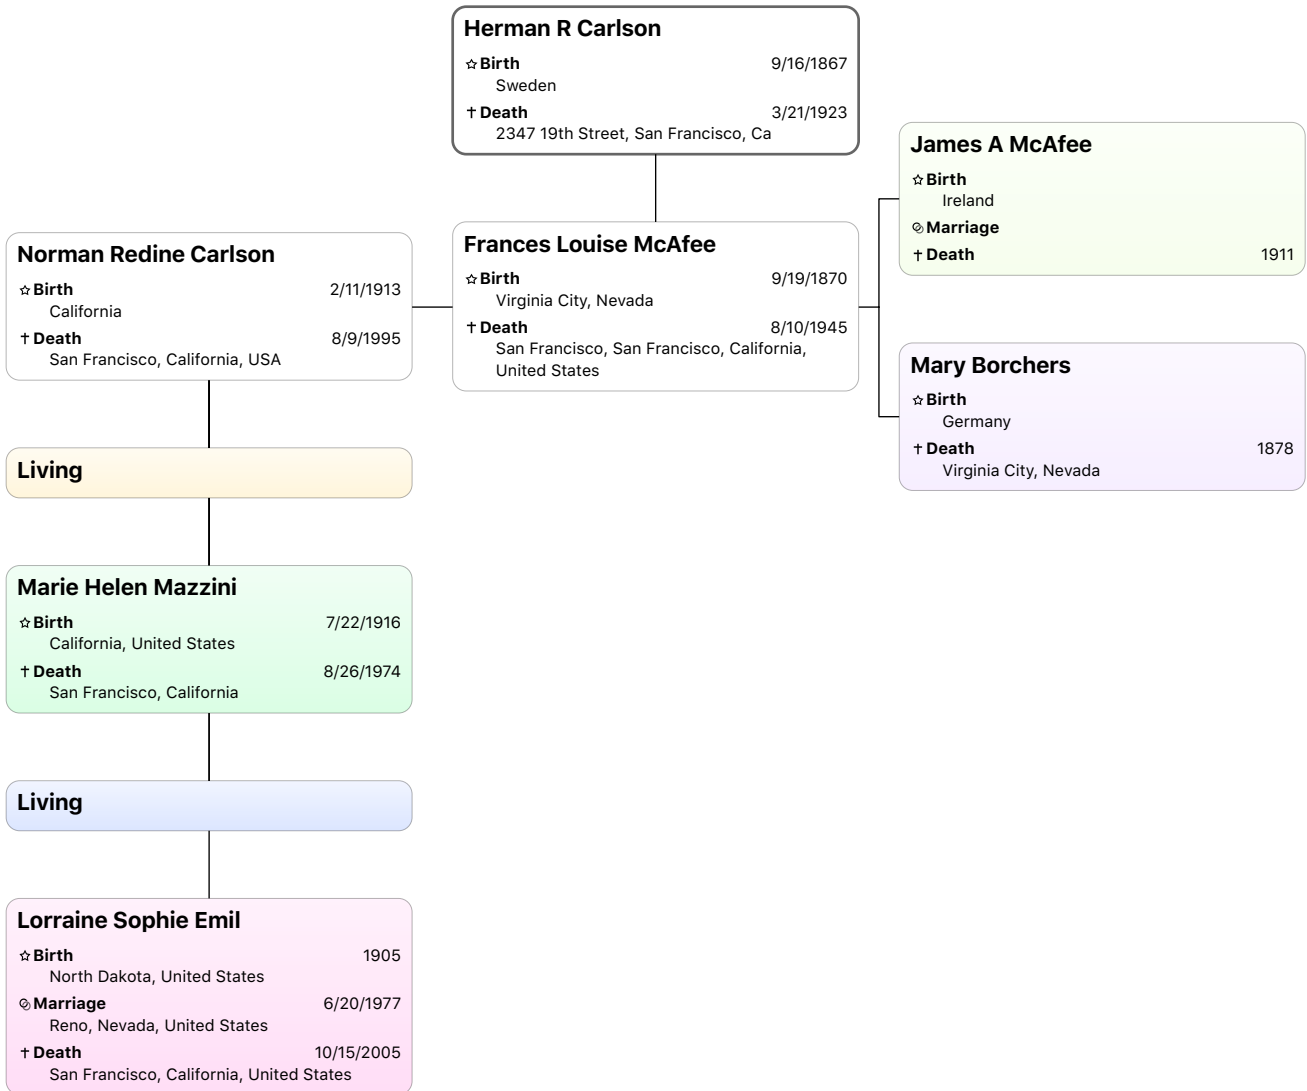 Herman R Carlson
Birth 9/16/1867
Sweden
Death 3/21/1923
2347 19th Street, San Francisco, Ca
James A McAfee
Birth
Ireland
Marriage
Death 1911
Norman Redine Carlson
Birth 2/11/1913
California
Death 8/9/1995
San Francisco, California, USA
Frances Louise McAfee
Birth 9/19/1870
Virginia City, Nevada
Death 8/10/1945
San Francisco, San Francisco, California,
United States
Mary Borchers
Birth
Germany
Death 1878
Virginia City, Nevada
Living
Marie Helen Mazzini
Birth 7/22/1916
California, United States
Death 8/26/1974
San Francisco, California
Living
Lorraine Sophie Emil
Birth 1905
North Dakota, United States
Marriage 6/20/1977
Reno, Nevada, United States
Death 10/15/2005
San Francisco, California, United States